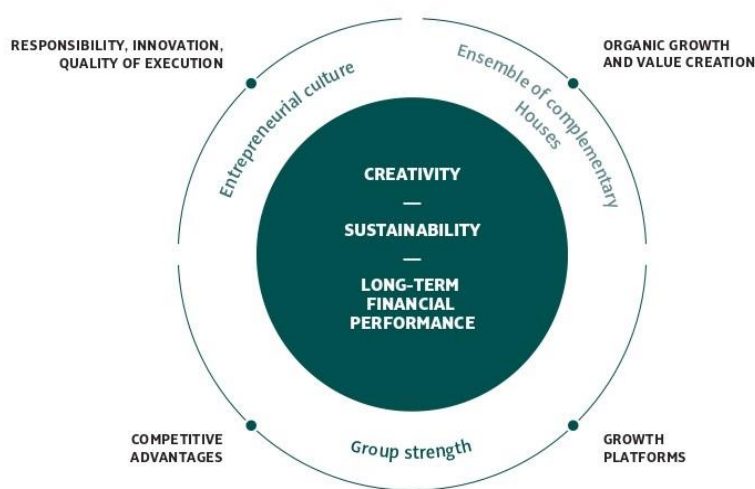 RESPONSIBILITY, INNOVATION,
QUALITY OF EXECUTION
ORGANIC GROWTH
AND VALUE CREATION
Entrepreneurial culture
Ensemble of complementary
Houses
CREATIVITY
—
SUSTAINABILITY
—
LONG-TERM
FINANCIAL
PERFORMANCE
COMPETITIVE
ADVANTAGES
Group strength
GROWTH
PLATFORMS